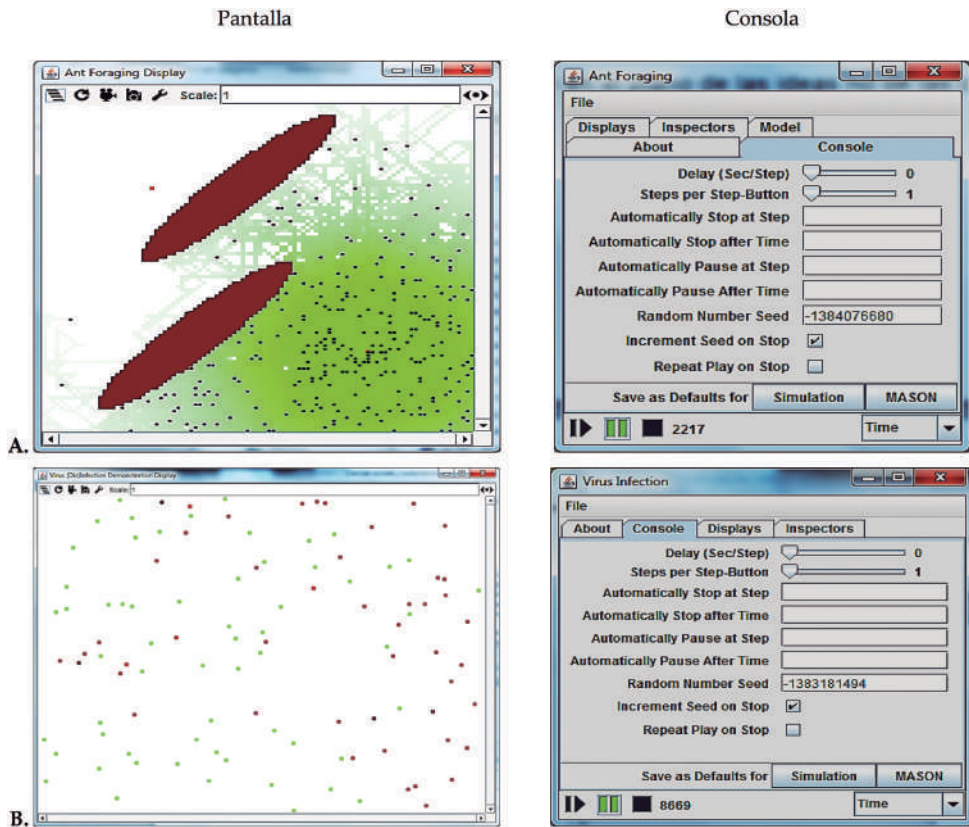 Pantalla
Consola
Ant Foraging Display
Scale: 1
A.
Ant Foraging
File
Displays Inspectors Model
About Console
Delay (Sec/Step) 0
Steps per Step-Button 1
Automatically Stop at Step
Automatically Stop after Time
Automatically Pause at Step
Automatically Pause After Time
Random Number Seed -1384076680
Increment Seed on Stop
Repeat Play on Stop
Save as Defaults for Simulation MASON
2217 Time
Virus (Dis)Infection Demonstration Display
Scale: 1
B.
Virus Infection
File
About Console Displays Inspectors
Delay (Sec/Step) 0
Steps per Step-Button 1
Automatically Stop at Step
Automatically Stop after Time
Automatically Pause at Step
Automatically Pause After Time
Random Number Seed -1383181494
Increment Seed on Stop
Repeat Play on Stop
Save as Defaults for Simulation MASON
8669 Time